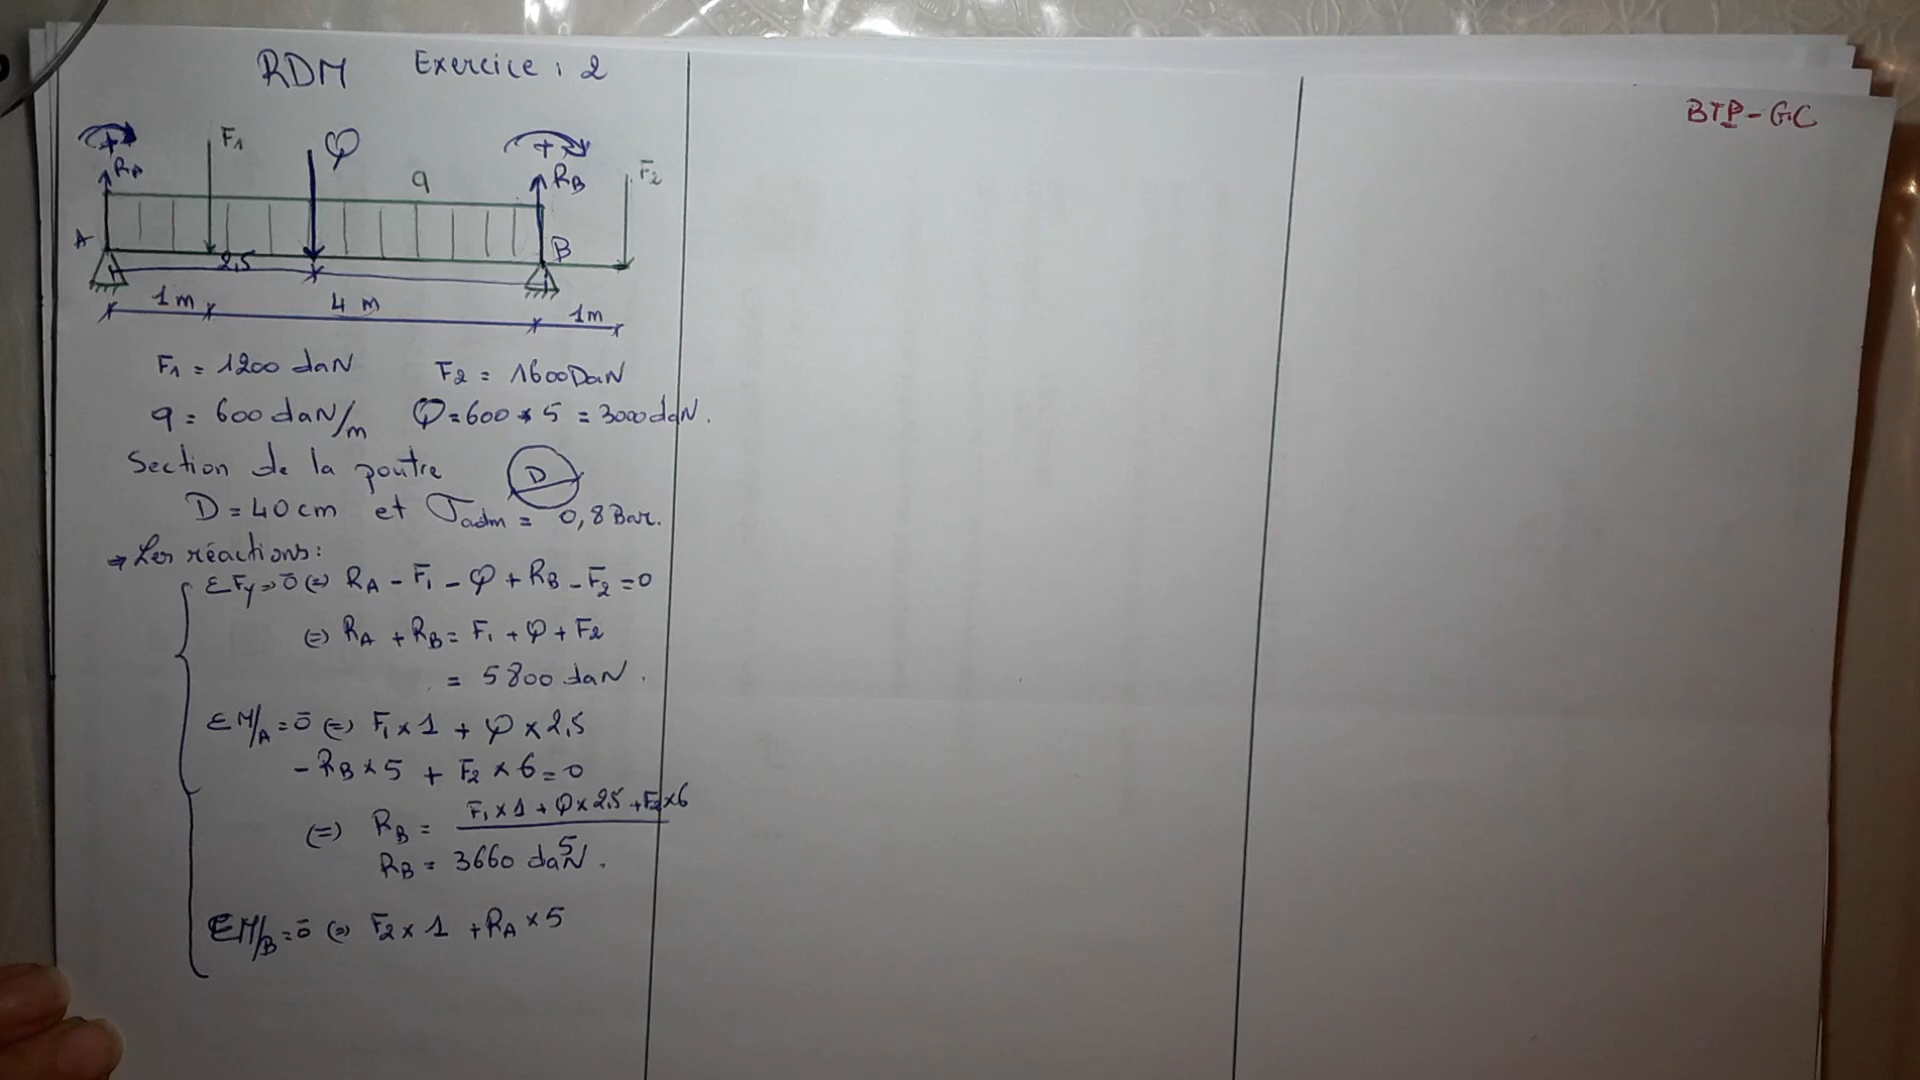 RDM Exercice : 2
BTP-GC
+ F1 φ + F2
RA q RB
A B
2,5
1m 4 m 1m
F1 = 1200 daN F2 = 1600 DaN
q = 600 daN/m φ = 600 * 5 = 3000 daN.
Section de la poutre D
D = 40 cm et σadm = 0,8 Bar.
⇒ Les réactions :
ΣFy = 0 (=) RA - F1 - φ + RB - F2 = 0
(=) RA + RB = F1 + φ + F2
= 5800 daN.
ΣM/A = 0 (=) F1 × 1 + φ × 2,5
- RB × 5 + F2 × 6 = 0
(=) RB = F1 × 1 + φ × 2,5 + F2 × 6
5
RB = 3660 daN.
ΣM/B = 0 (=) F2 × 1 + RA × 5